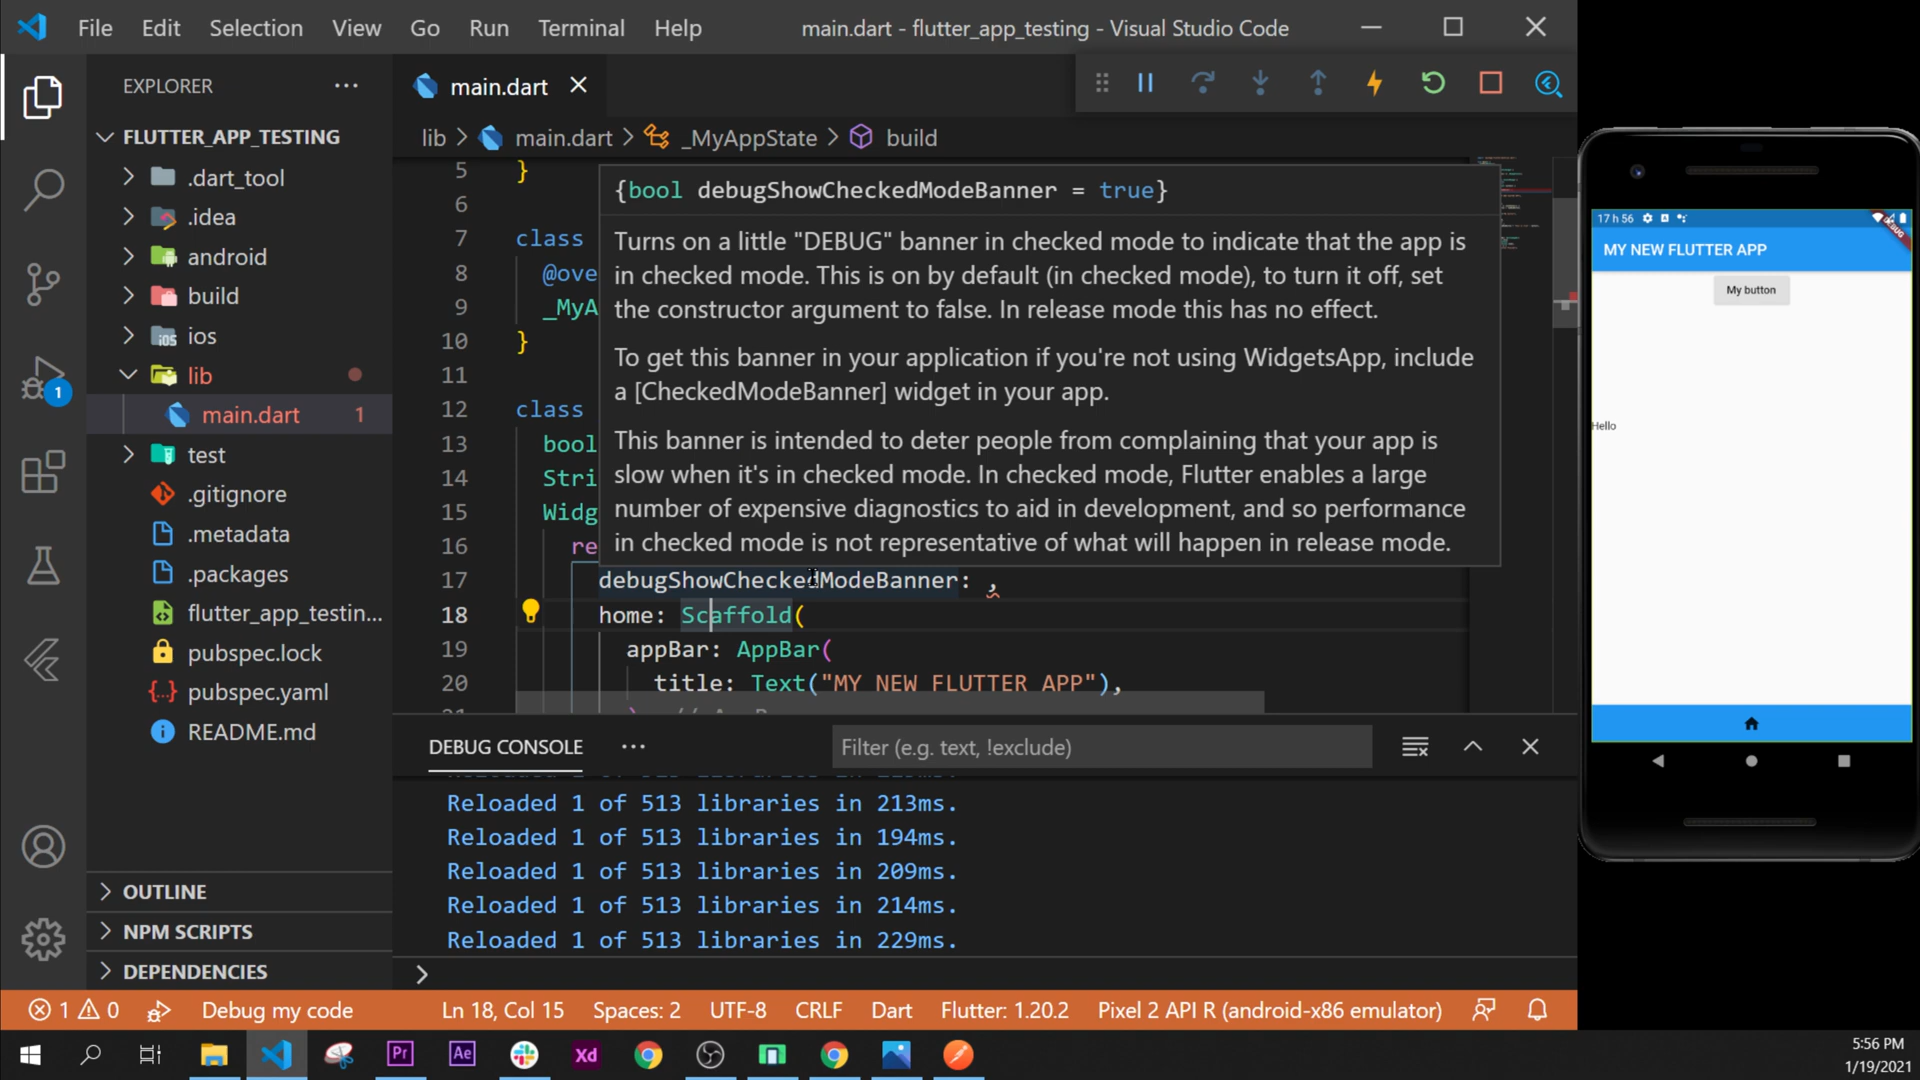 File Edit Selection View Go Run Terminal Help
main.dart - flutter_app_testing - Visual Studio Code
EXPLORER
main.dart
FLUTTER_APP_TESTING
lib > main.dart > _MyAppState > build
.dart_tool
.idea
android
build
ios
lib
main.dart 1
test
.gitignore
.metadata
.packages
flutter_app_testin...
pubspec.lock
pubspec.yaml
README.md
OUTLINE
NPM SCRIPTS
DEPENDENCIES
1
5 }
6
7 class
8 @ove
9 _MyA
10 }
11
12 class
13 bool
14 Stri
15 Widg
16 re
17 debugShowCheckedModeBanner: ,
18 home: Scaffold(
19 appBar: AppBar(
20 title: Text("MY NEW FLUTTER APP"),
{bool debugShowCheckedModeBanner = true}
Turns on a little "DEBUG" banner in checked mode to indicate that the app is
in checked mode. This is on by default (in checked mode), to turn it off, set
the constructor argument to false. In release mode this has no effect.
To get this banner in your application if you're not using WidgetsApp, include
a [CheckedModeBanner] widget in your app.
This banner is intended to deter people from complaining that your app is
slow when it's in checked mode. In checked mode, Flutter enables a large
number of expensive diagnostics to aid in development, and so performance
in checked mode is not representative of what will happen in release mode.
DEBUG CONSOLE
Filter (e.g. text, !exclude)
Reloaded 1 of 513 libraries in 213ms.
Reloaded 1 of 513 libraries in 194ms.
Reloaded 1 of 513 libraries in 209ms.
Reloaded 1 of 513 libraries in 214ms.
Reloaded 1 of 513 libraries in 229ms.
>
1 0 Debug my code Ln 18, Col 15 Spaces: 2 UTF-8 CRLF Dart Flutter: 1.20.2 Pixel 2 API R (android-x86 emulator)
17 h 56
DEBUG
MY NEW FLUTTER APP
My button
Hello
Pr Ae Xd
5:56 PM
1/19/2021